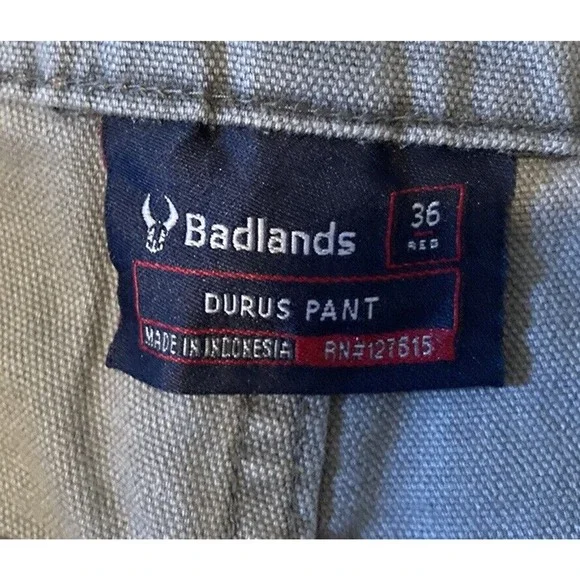 Badlands
36
REG
DURUS PANT
MADE IN INDONESIA
RN#127615